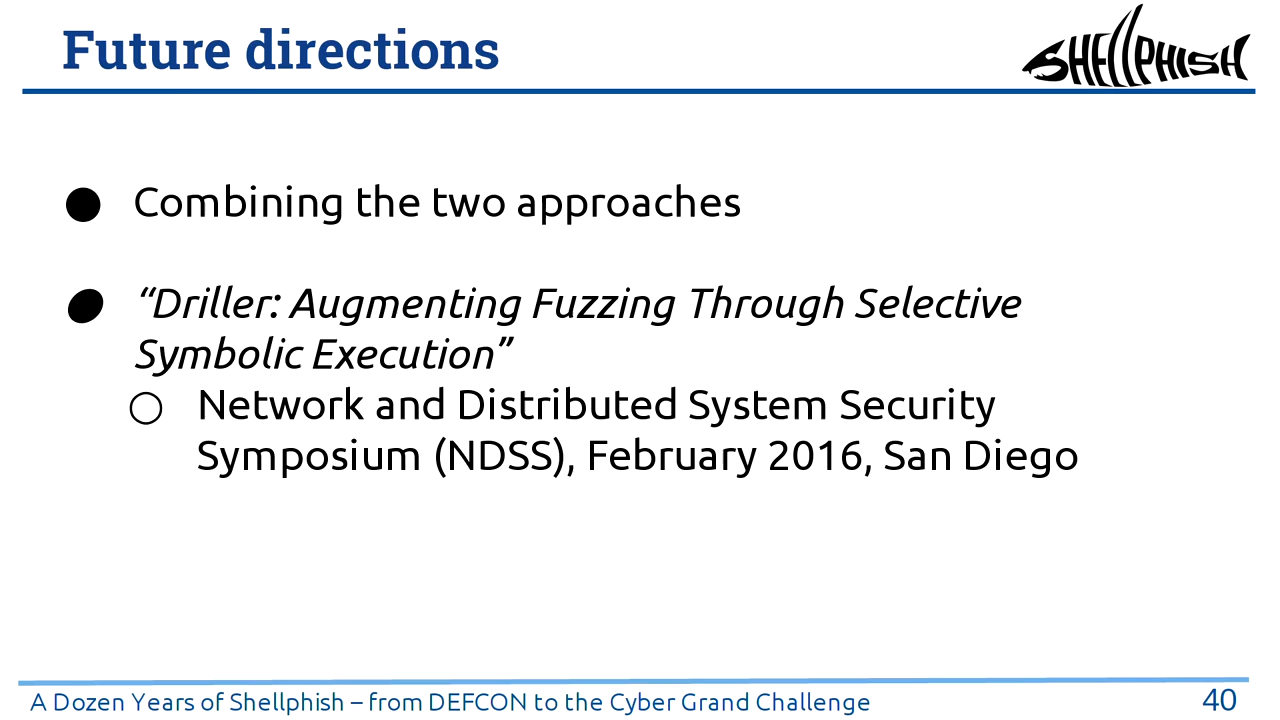 Future directions
SHELLPHISH
● Combining the two approaches
● “Driller: Augmenting Fuzzing Through Selective
Symbolic Execution”
○ Network and Distributed System Security
Symposium (NDSS), February 2016, San Diego
A Dozen Years of Shellphish – from DEFCON to the Cyber Grand Challenge
40